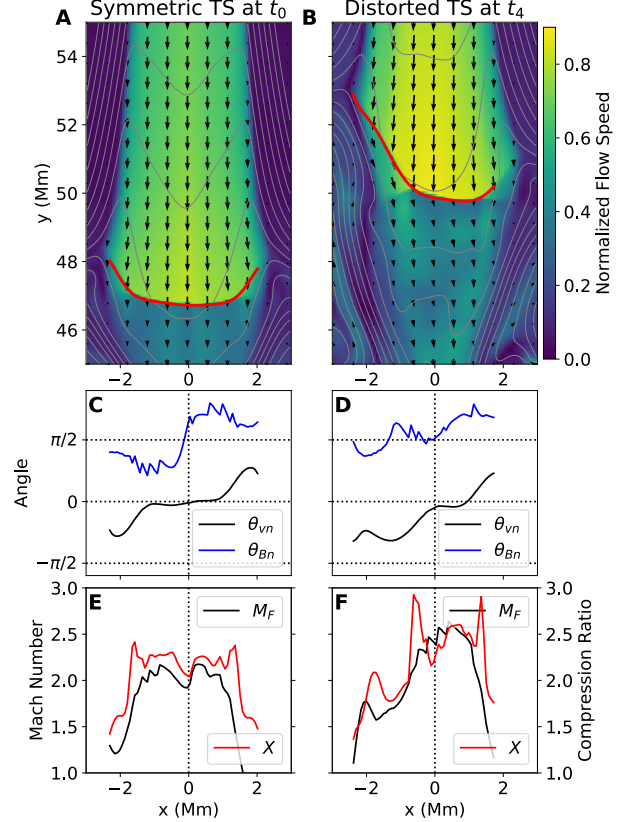 Symmetric TS at t₀
Distorted TS at t₄
A
B
y (Mm)
54
52
50
48
46
−2
0
2
−2
0
2
0.8
0.6
0.4
0.2
0.0
Normalized Flow Speed
C
D
Angle
π/2
0
−π/2
θvn
θBn
θvn
θBn
E
F
Mach Number
3.0
2.5
2.0
1.5
1.0
M_F
X
M_F
X
3.0
2.5
2.0
1.5
1.0
Compression Ratio
−2
0
2
−2
0
2
x (Mm)
x (Mm)